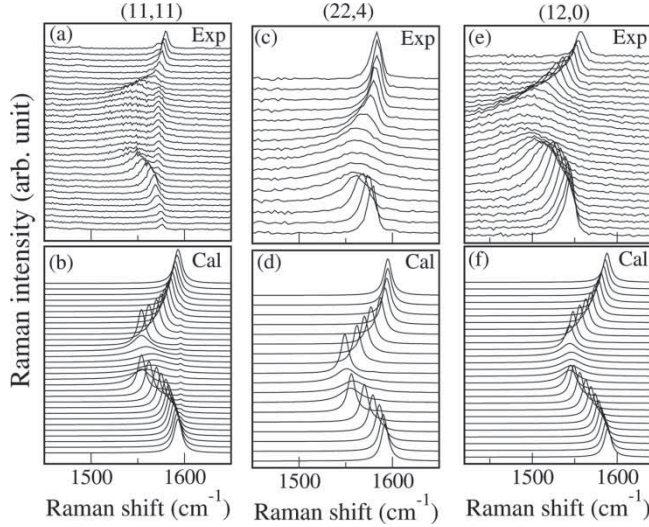 (11,11) (22,4) (12,0)
(a) Exp (c) Exp (e) Exp
Raman intensity (arb. unit)
(b) Cal (d) Cal (f) Cal
1500 1600 1500 1600 1500 1600
Raman shift (cm⁻¹) Raman shift (cm⁻¹) Raman shift (cm⁻¹)